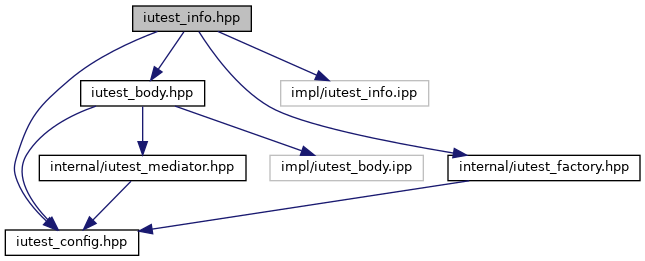 iutest_info.hpp
iutest_body.hpp
impl/iutest_info.ipp
internal/iutest_mediator.hpp
impl/iutest_body.ipp
internal/iutest_factory.hpp
iutest_config.hpp